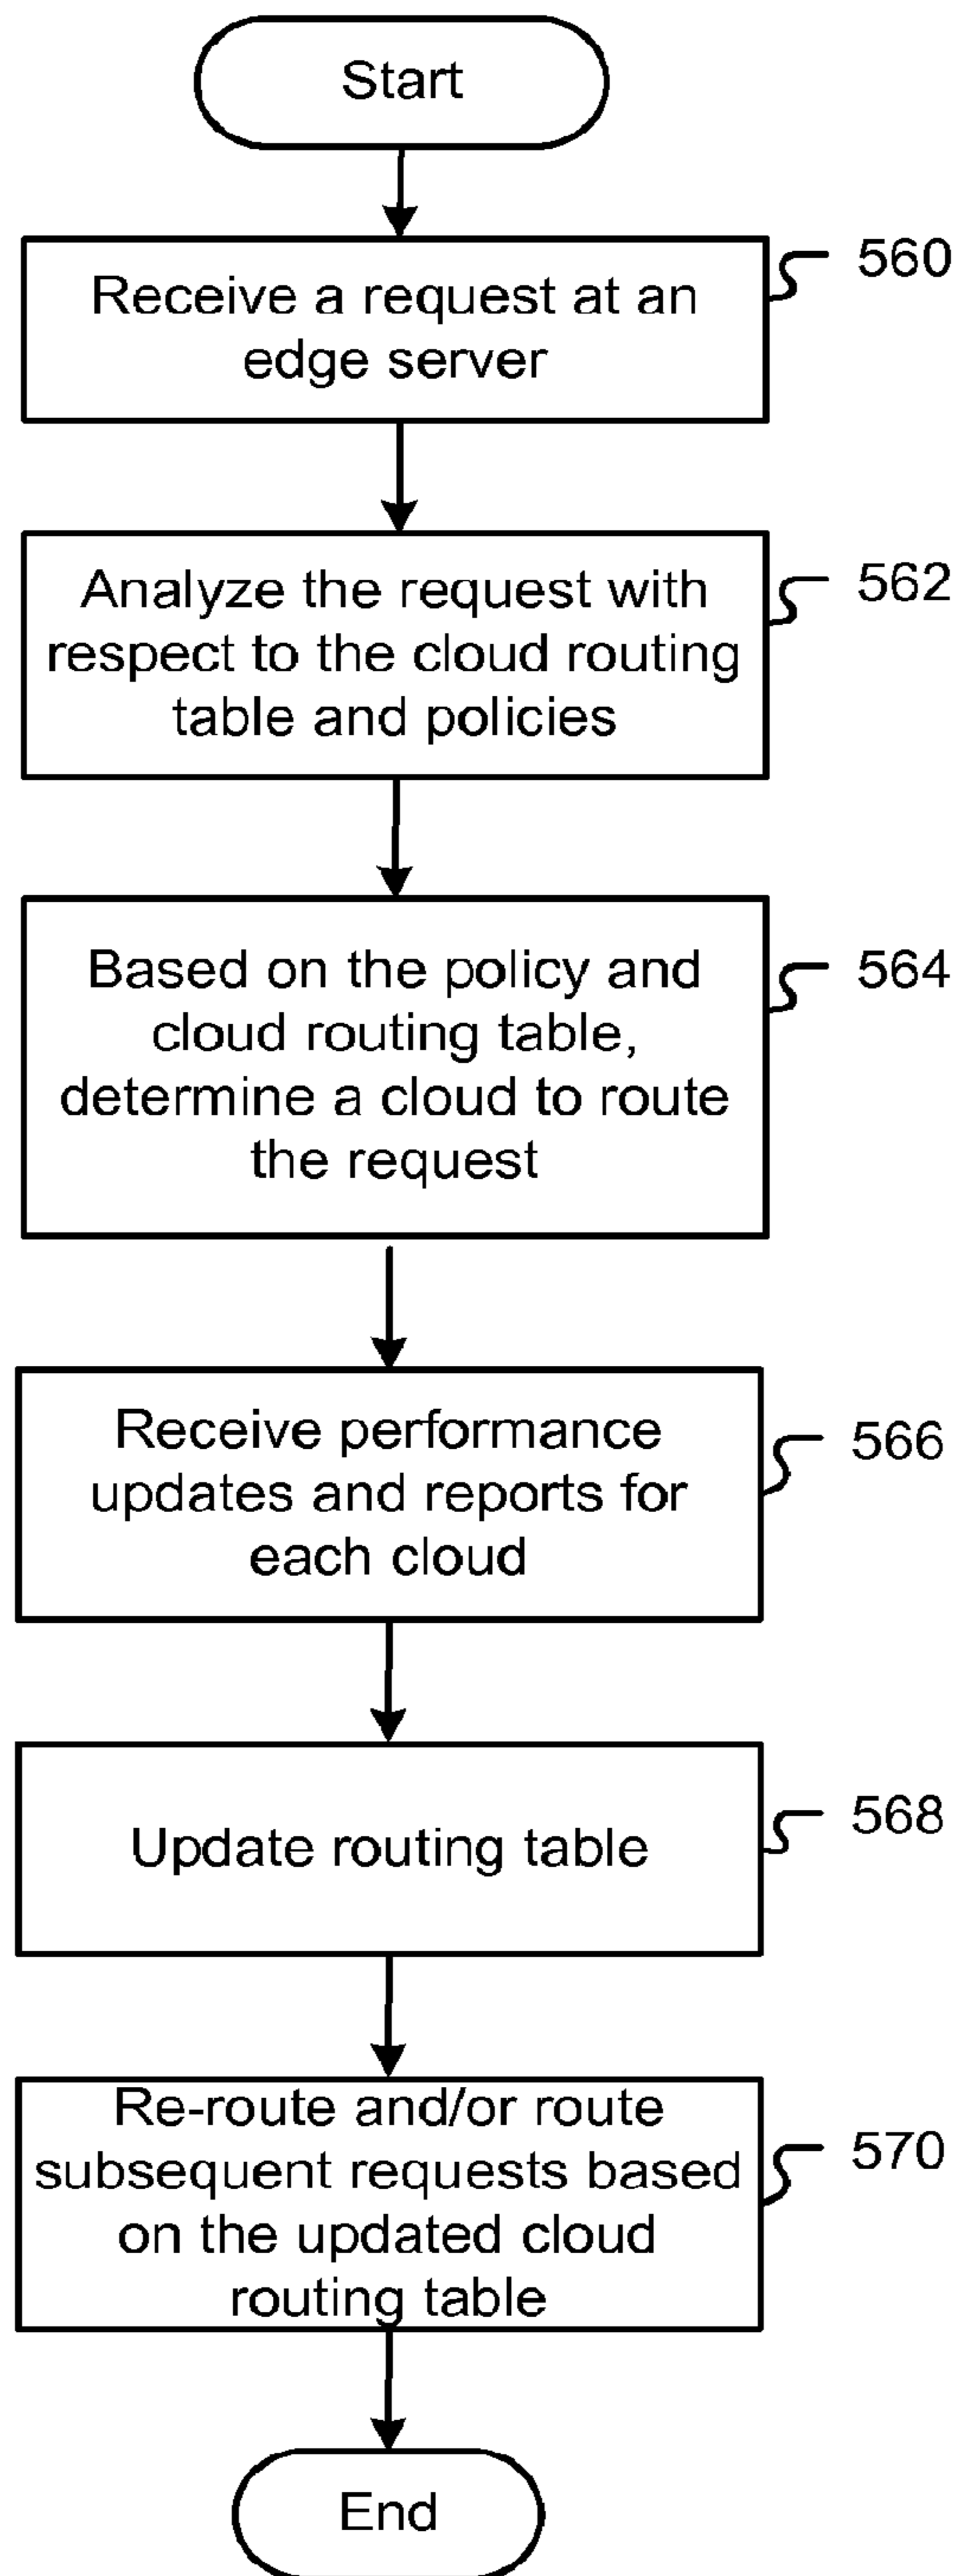 Start
Receive a request at an
edge server
560
Analyze the request with
respect to the cloud routing
table and policies
562
Based on the policy and
cloud routing table,
determine a cloud to route
the request
564
Receive performance
updates and reports for
each cloud
566
Update routing table
568
Re-route and/or route
subsequent requests based
on the updated cloud
routing table
570
End